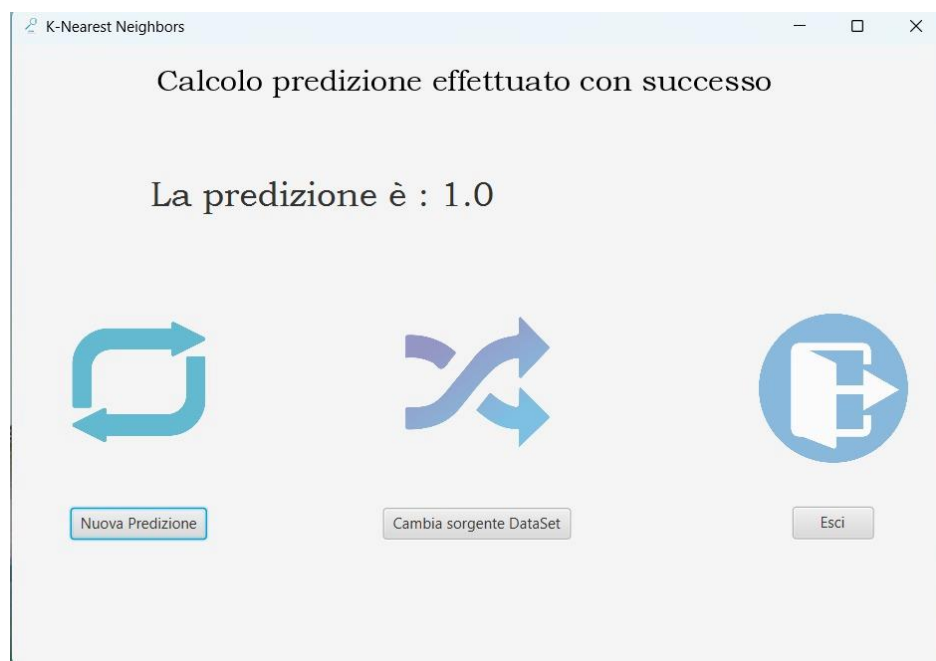 K-Nearest Neighbors
Calcolo predizione effettuato con successo
La predizione è : 1.0
Nuova Predizione
Cambia sorgente DataSet
Esci